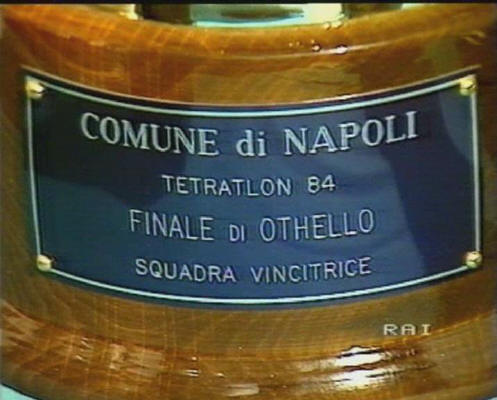 COMUNE di NAPOLI
TETRATLON 84
FINALE DI OTHELLO
SQUADRA VINCITRICE
RAI